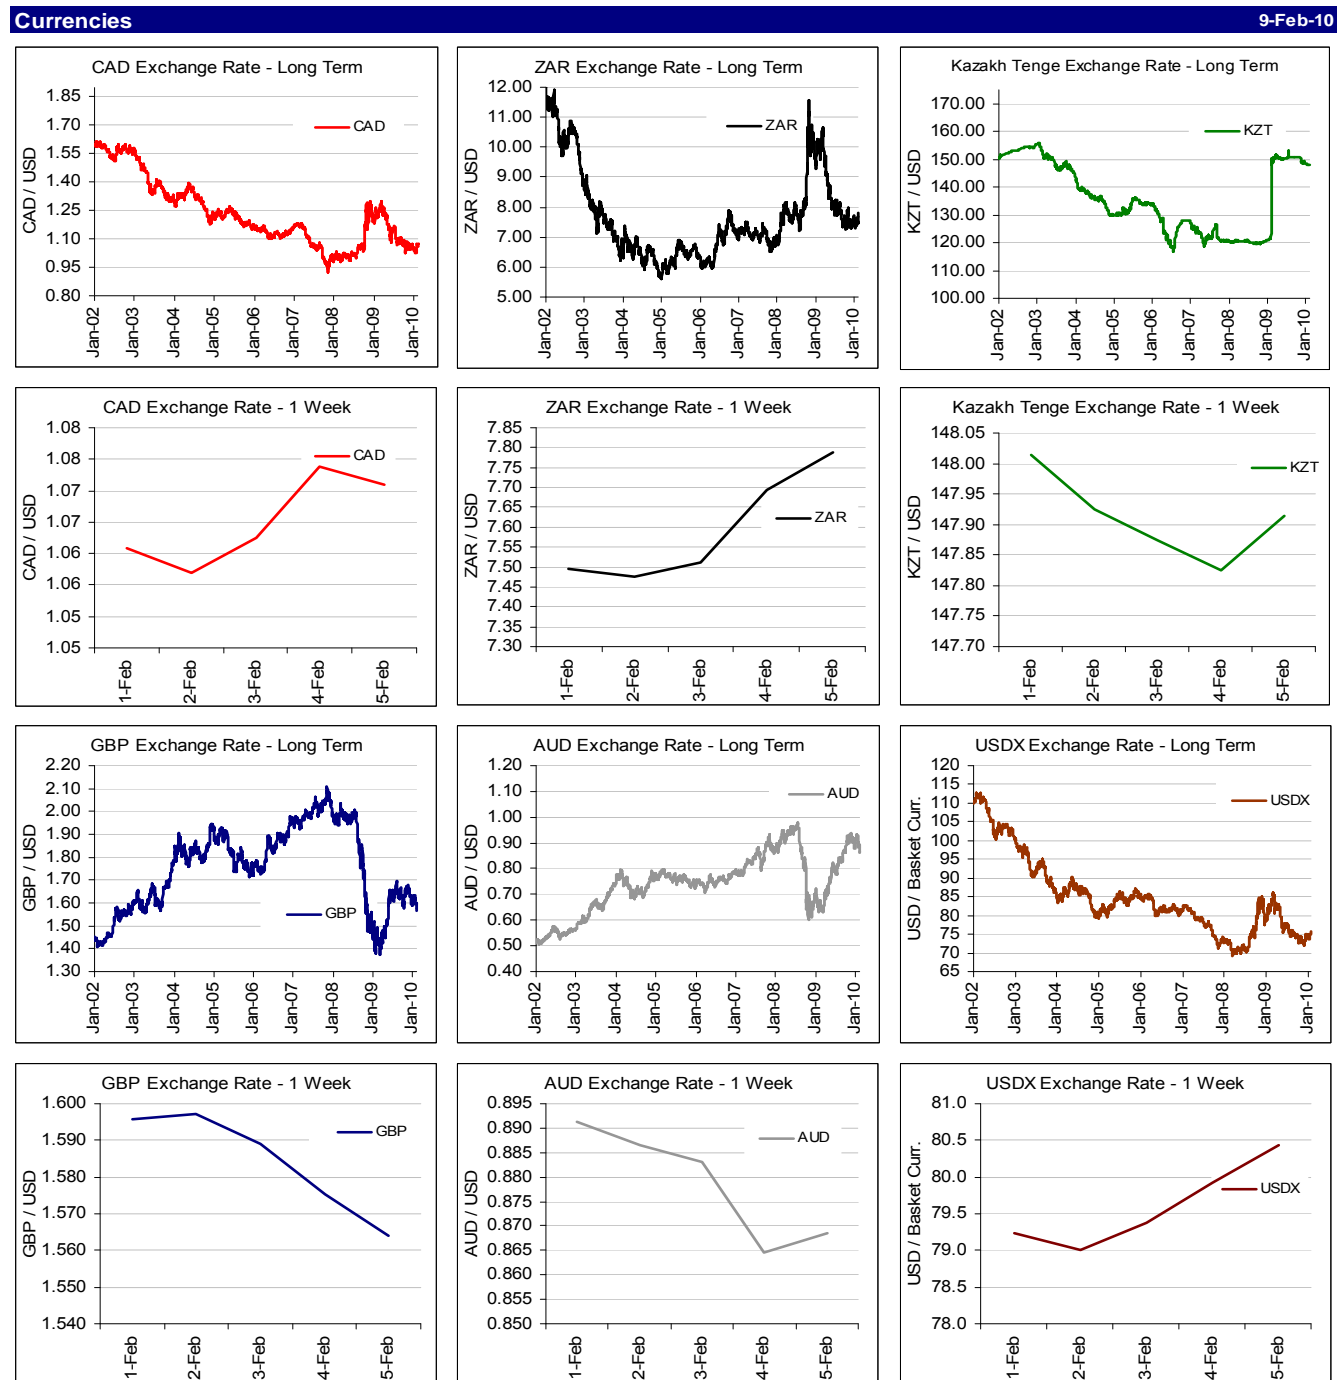 Currencies 9-Feb-10
CAD Exchange Rate - Long Term
CAD / USD
1.85
1.70
1.55
1.40
1.25
1.10
0.95
0.80
CAD
Jan-02
Jan-03
Jan-04
Jan-05
Jan-06
Jan-07
Jan-08
Jan-09
Jan-10
ZAR Exchange Rate - Long Term
ZAR / USD
12.00
11.00
10.00
9.00
8.00
7.00
6.00
5.00
ZAR
Jan-02
Jan-03
Jan-04
Jan-05
Jan-06
Jan-07
Jan-08
Jan-09
Jan-10
Kazakh Tenge Exchange Rate - Long Term
KZT / USD
170.00
160.00
150.00
140.00
130.00
120.00
110.00
100.00
KZT
Jan-02
Jan-03
Jan-04
Jan-05
Jan-06
Jan-07
Jan-08
Jan-09
Jan-10
CAD Exchange Rate - 1 Week
CAD / USD
1.08
1.08
1.07
1.07
1.06
1.06
1.05
1.05
CAD
1-Feb
2-Feb
3-Feb
4-Feb
5-Feb
ZAR Exchange Rate - 1 Week
ZAR / USD
7.85
7.80
7.75
7.70
7.65
7.60
7.55
7.50
7.45
7.40
7.35
7.30
ZAR
1-Feb
2-Feb
3-Feb
4-Feb
5-Feb
Kazakh Tenge Exchange Rate - 1 Week
KZT / USD
148.05
148.00
147.95
147.90
147.85
147.80
147.75
147.70
KZT
1-Feb
2-Feb
3-Feb
4-Feb
5-Feb
GBP Exchange Rate - Long Term
GBP / USD
2.20
2.10
2.00
1.90
1.80
1.70
1.60
1.50
1.40
1.30
GBP
Jan-02
Jan-03
Jan-04
Jan-05
Jan-06
Jan-07
Jan-08
Jan-09
Jan-10
AUD Exchange Rate - Long Term
AUD / USD
1.20
1.10
1.00
0.90
0.80
0.70
0.60
0.50
0.40
AUD
Jan-02
Jan-03
Jan-04
Jan-05
Jan-06
Jan-07
Jan-08
Jan-09
Jan-10
USDX Exchange Rate - Long Term
USD / Basket Curr.
120
115
110
105
100
95
90
85
80
75
70
65
USDX
Jan-02
Jan-03
Jan-04
Jan-05
Jan-06
Jan-07
Jan-08
Jan-09
Jan-10
GBP Exchange Rate - 1 Week
GBP / USD
1.600
1.590
1.580
1.570
1.560
1.550
1.540
GBP
1-Feb
2-Feb
3-Feb
4-Feb
5-Feb
AUD Exchange Rate - 1 Week
AUD / USD
0.895
0.890
0.885
0.880
0.875
0.870
0.865
0.860
0.855
0.850
AUD
1-Feb
2-Feb
3-Feb
4-Feb
5-Feb
USDX Exchange Rate - 1 Week
USD / Basket Curr.
81.0
80.5
80.0
79.5
79.0
78.5
78.0
USDX
1-Feb
2-Feb
3-Feb
4-Feb
5-Feb